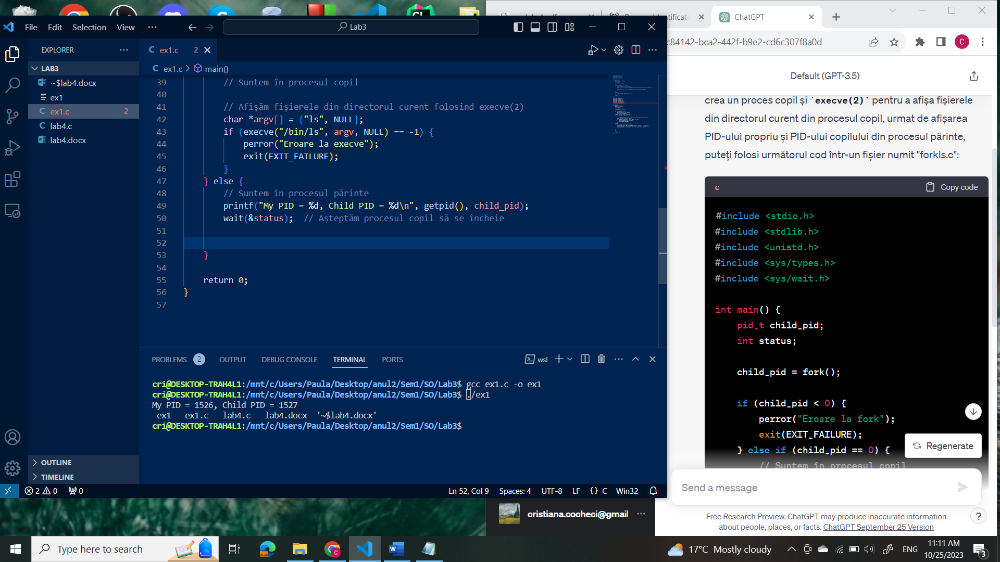 File Edit Selection View ···
Lab3
EXPLORER
LAB3
~$lab4.docx
ex1
ex1.c 2
lab4.c
lab4.docx
OUTLINE
TIMELINE
ex1.c 2
ex1.c > main()
39 // Suntem în procesul copil
40
41 // Afișăm fișierele din directorul curent folosind execve(2)
42 char *argv[] = {"ls", NULL};
43 if (execve("/bin/ls", argv, NULL) == -1) {
44 perror("Eroare la execve");
45 exit(EXIT_FAILURE);
46 }
47 } else {
48 // Suntem în procesul părinte
49 printf("My PID = %d, Child PID = %d\n", getpid(), child_pid);
50 wait(&status); // Așteptăm procesul copil să se încheie
51
52
53 }
54
55 return 0;
56 }
57
PROBLEMS 2 OUTPUT DEBUG CONSOLE TERMINAL PORTS
wsl
cri@DESKTOP-TRAH4L1:/mnt/c/Users/Paula/Desktop/anul2/Sem1/SO/Lab3$ gcc ex1.c -o ex1
cri@DESKTOP-TRAH4L1:/mnt/c/Users/Paula/Desktop/anul2/Sem1/SO/Lab3$ ./ex1
My PID = 1526, Child PID = 1527
ex1 ex1.c lab4.c lab4.docx '~$lab4.docx'
cri@DESKTOP-TRAH4L1:/mnt/c/Users/Paula/Desktop/anul2/Sem1/SO/Lab3$
2 0 0
Ln 52, Col 9 Spaces: 4 UTF-8 LF {} C Win32
ChatGPT
c84142-bca2-442f-b9e2-cd6c307f8a0d
C
Default (GPT-3.5)
crea un proces copil și `execve(2)` pentru a afișa fișierele
din directorul curent din procesul copil, urmat de afișarea
PID-ului propriu și PID-ului copilului din procesul părinte,
puteți folosi următorul cod într-un fișier numit "forkls.c":
c Copy code
#include <stdio.h>
#include <stdlib.h>
#include <unistd.h>
#include <sys/types.h>
#include <sys/wait.h>
int main() {
pid_t child_pid;
int status;
child_pid = fork();
if (child_pid < 0) {
perror("Eroare la fork");
exit(EXIT_FAILURE);
} else if (child_pid == 0) {
// Suntem în procesul copil
Regenerate
Send a message
Free Research Preview. ChatGPT may produce inaccurate information
about people, places, or facts. ChatGPT September 25 Version
?
cristiana.cocheci@gmail
Type here to search
17°C Mostly cloudy
ENG
11:11 AM
10/25/2023
3